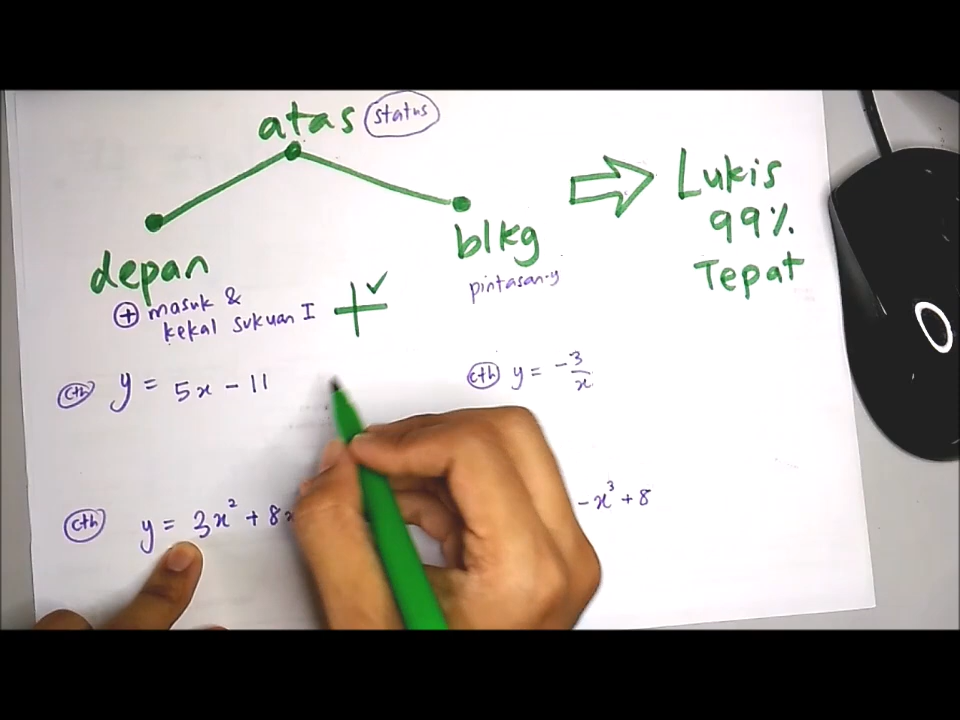 atas status
depan
blkg
pintasan-y
Lukis
99%
Tepat
+ masuk &
kekal sukuan I
cth y = 5x - 11
cth y = -3/x
cth y = 3x² + 8x
- x³ + 8